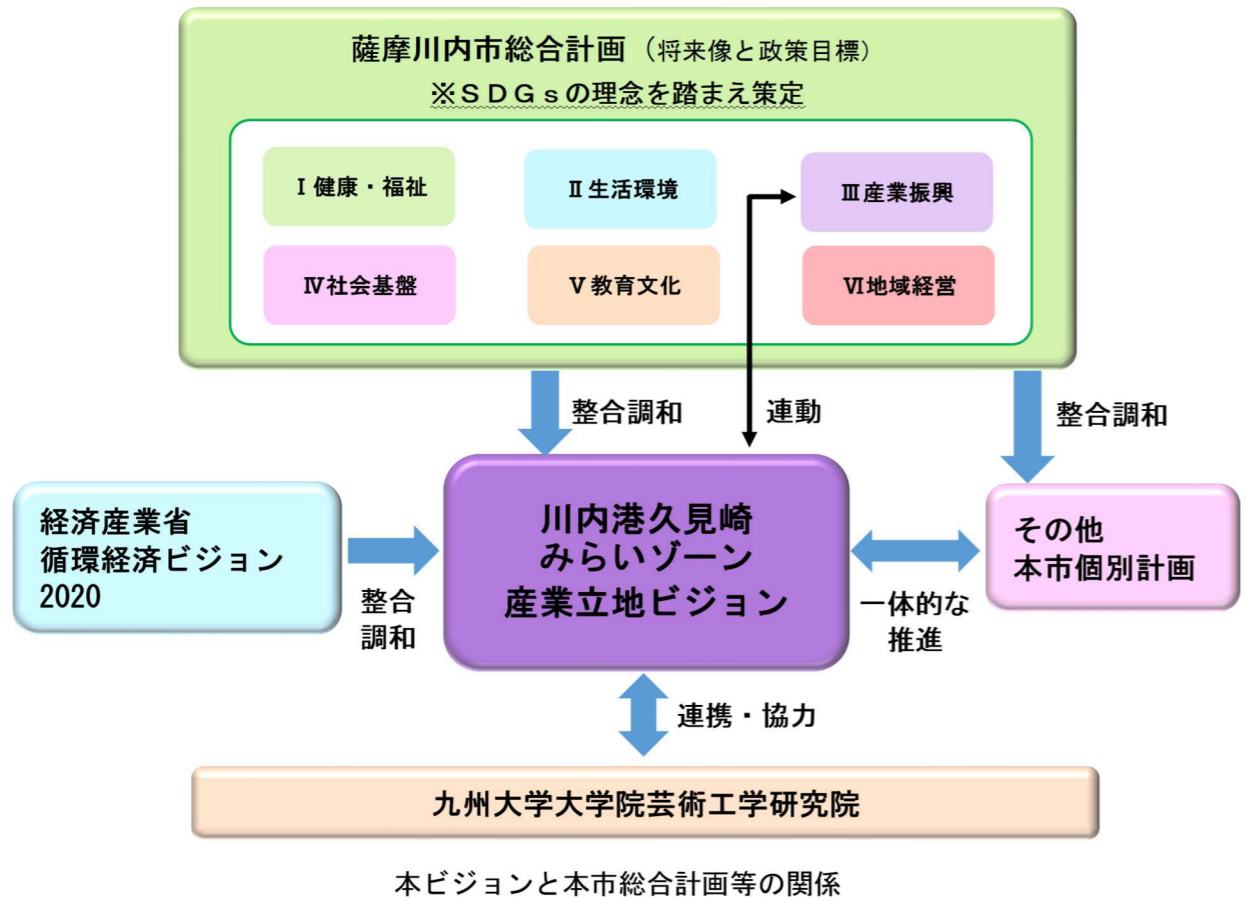 薩摩川内市総合計画（将来像と政策目標）
※ＳＤＧｓの理念を踏まえ策定
Ⅰ健康・福祉
Ⅱ生活環境
Ⅲ産業振興
Ⅳ社会基盤
Ⅴ教育文化
Ⅵ地域経営
整合調和
連動
整合調和
経済産業省
循環経済ビジョン
2020
整合
調和
川内港久見崎
みらいゾーン
産業立地ビジョン
一体的な
推進
その他
本市個別計画
連携・協力
九州大学大学院芸術工学研究院
本ビジョンと本市総合計画等の関係